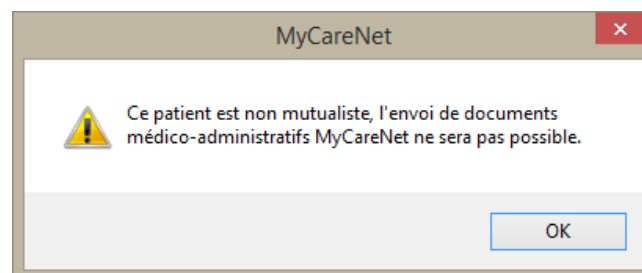 MyCareNet
Ce patient est non mutualiste, l'envoi de documents
médico-administratifs MyCareNet ne sera pas possible.
OK